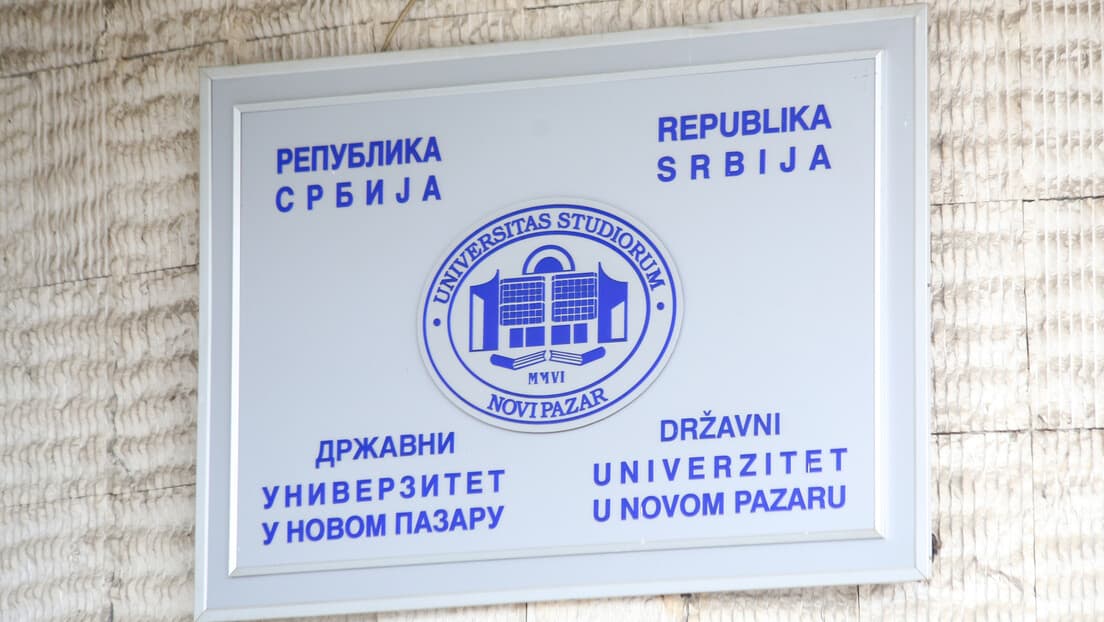 РЕПУБЛИКА
СРБИЈА
REPUBLIKA
SRBIJA
UNIVERSITAS STUDIORUM
MMVI
NOVI PAZAR
ДРЖАВНИ
УНИВЕРЗИТЕТ
У НОВОМ ПАЗАРУ
DRŽAVNI
UNIVERZITET
U NOVOM PAZARU